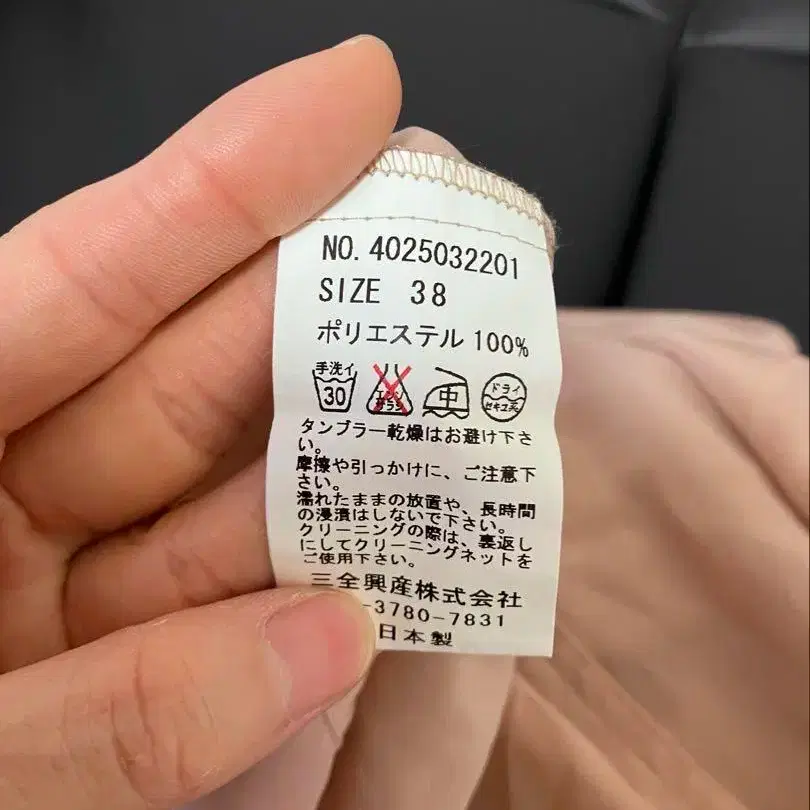 NO. 4025032201
SIZE 38
ポリエステル 100%
手洗イ 30 エンソサラシ 中 ドライ セキユ系
タンブラー乾燥はお避け下さ
い。
摩擦や引っかけに、ご注意下
さい。
濡れたままの放置や、長時間
の浸漬はしないで下さい。
クリーニングの際は、裏返し
にしてクリーニングネットを
ご使用下さい。
三全興産株式会社
-3780-7831
日本製